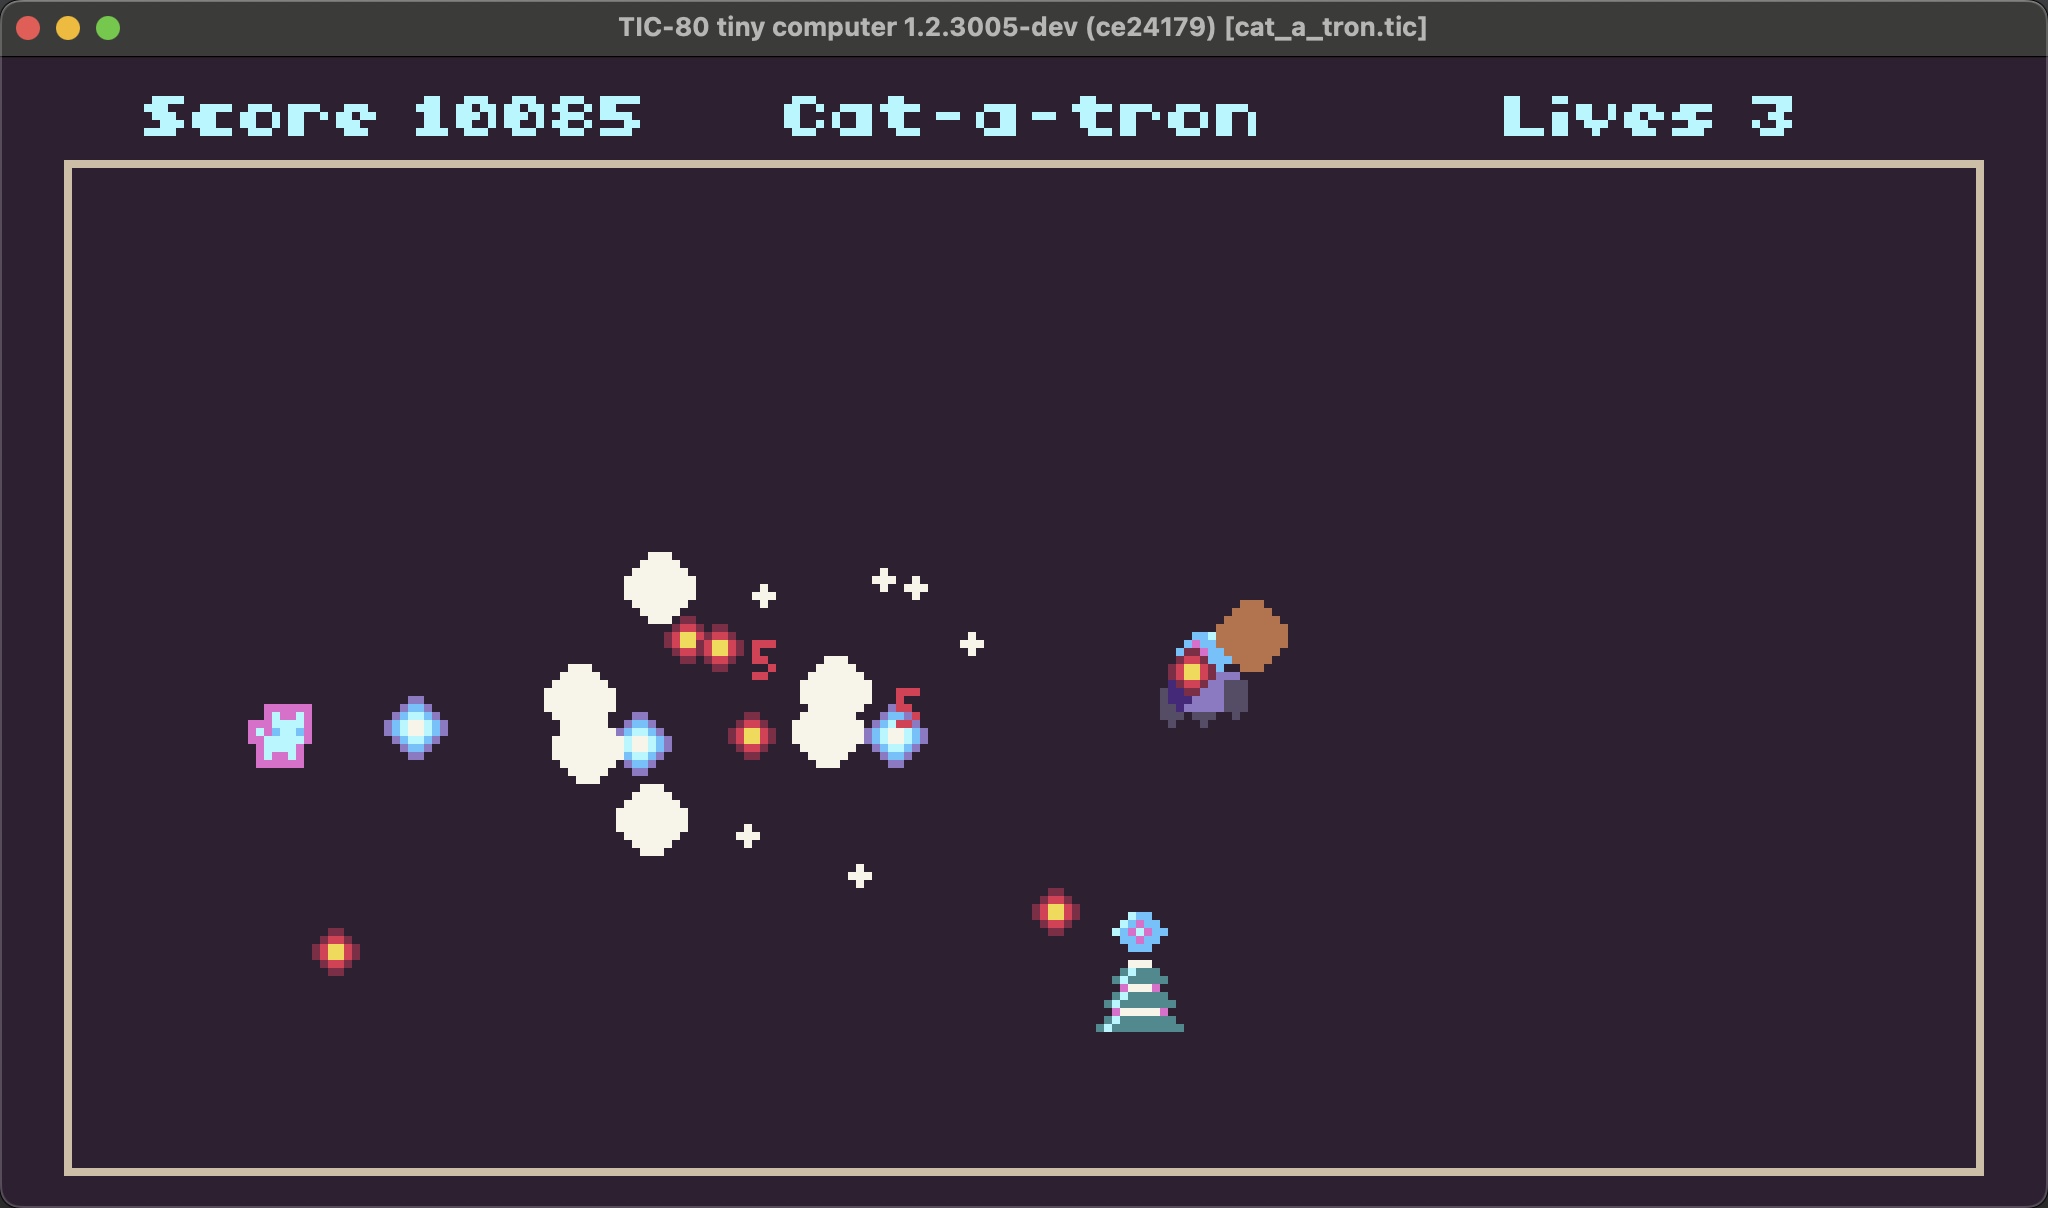 TIC-80 tiny computer 1.2.3005-dev (ce24179) [cat_a_tron.tic]
Score 10085 Cat-a-tron Lives 3
5
5